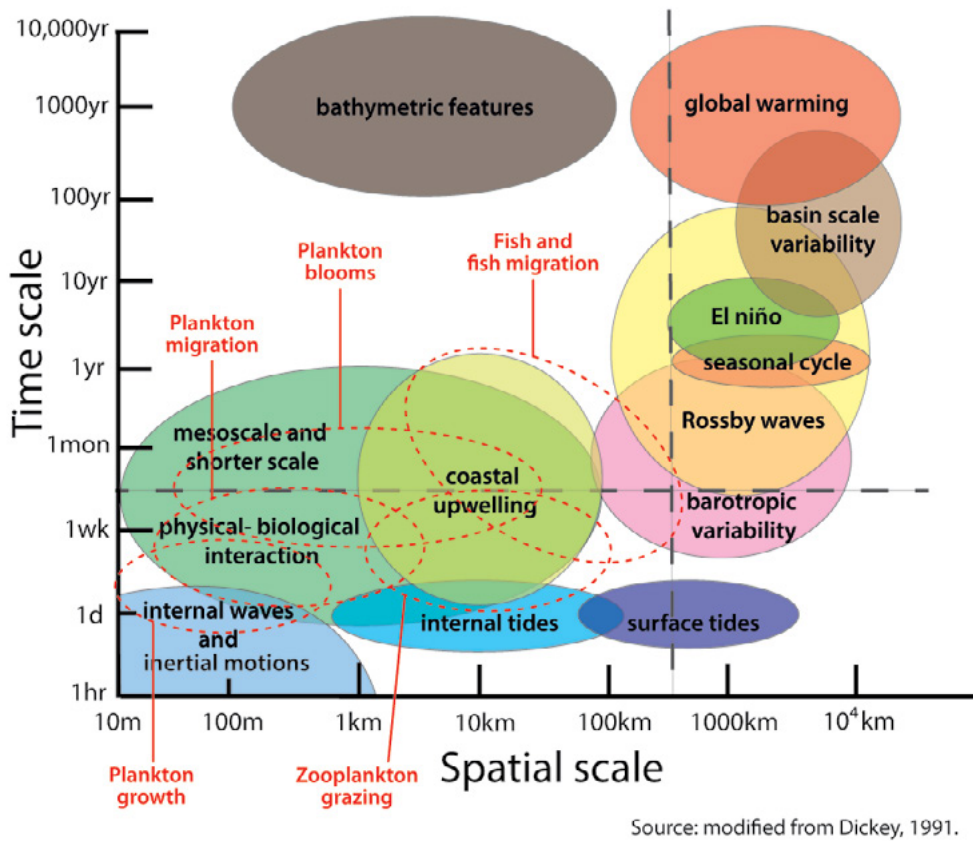 10,000yr
1000yr
100yr
10yr
1yr
1mon
1wk
1d
1hr
Time scale
bathymetric features
global warming
basin scale
variability
Plankton
blooms
Fish and
fish migration
Plankton
migration
El niño
seasonal cycle
Rossby waves
mesoscale and
shorter scale
coastal
upwelling
barotropic
variability
physical- biological
interaction
internal waves
and
inertial motions
internal tides
surface tides
10m
100m
1km
10km
100km
1000km
10⁴km
Plankton
growth
Zooplankton
grazing
Spatial scale
Source: modified from Dickey, 1991.